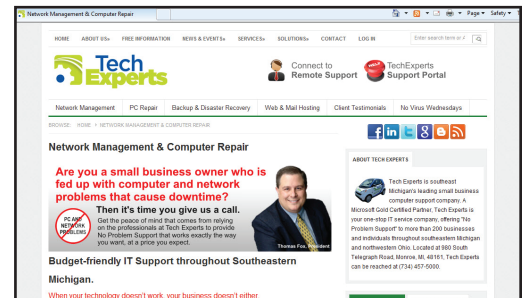 Network Management & Computer Repair
Page Safety
HOME ABOUT US» FREE INFORMATION NEWS & EVENTS» SERVICES» SOLUTIONS» CONTACT LOG IN
Enter search term or
Tech
Experts
Connect to
Remote Support
TechExperts
Support Portal
Network Management PC Repair Backup & Disaster Recovery Web & Mail Hosting Client Testimonials No Virus Wednesdays
BROWSE: HOME NETWORK MANAGEMENT & COMPUTER REPAIR
Network Management & Computer Repair
Are you a small business owner who is
fed up with computer and network
problems that cause downtime?
Then it's time you give us a call.
Get the peace of mind that comes from relying
on the professionals at Tech Experts to provide
No Problem Support that works exactly the way
you want, at a price you expect.
PC AND
NETWORK
PROBLEMS
Thomas Fox, President
Budget-friendly IT Support throughout Southeastern
Michigan.
When your technology doesn't work, your business doesn't either.
ABOUT TECH EXPERTS
Tech Experts is southeast
Michigan's leading small business
computer support company. A
Microsoft Gold Certified Partner, Tech Experts is
your one-stop IT service company, offering "No
Problem Support" to more than 200 businesses
and individuals throughout southeastern Michigan
and northwestern Ohio. Located at 980 South
Telegraph Road, Monroe, MI, 48161, Tech Experts
can be reached at (734) 457-5000.